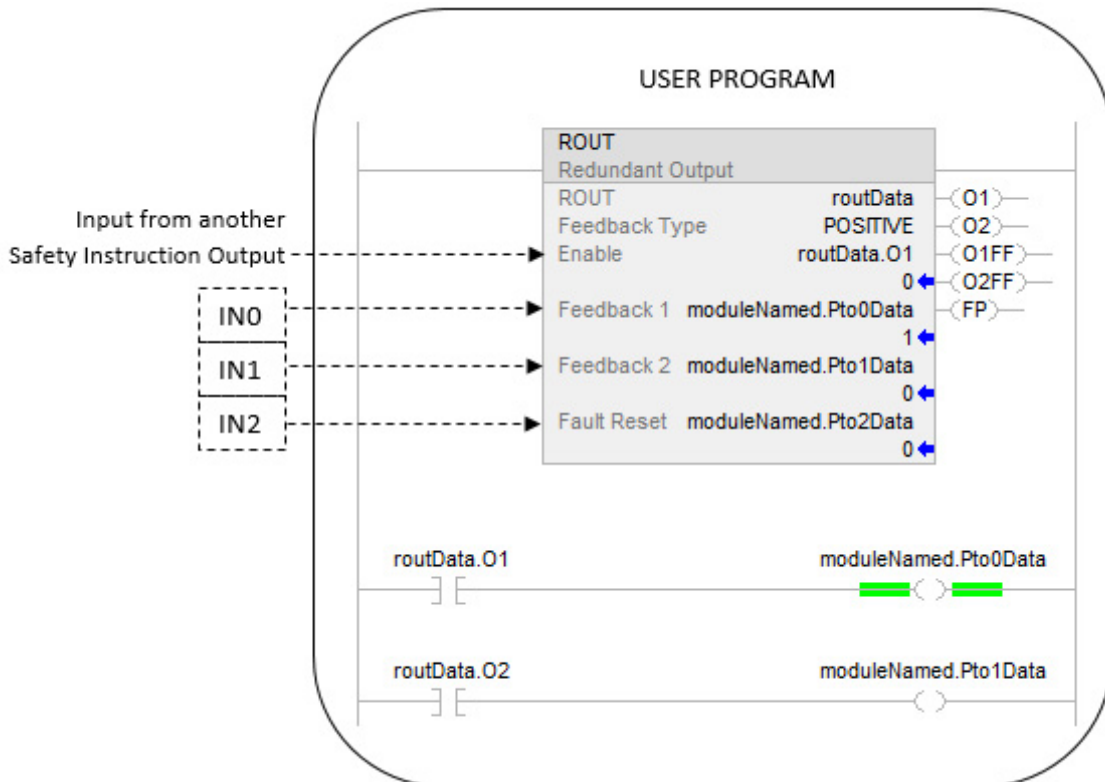 USER PROGRAM
ROUT
Redundant Output
ROUT routData (O1)
Feedback Type POSITIVE (O2)
Input from another
Safety Instruction Output
Enable routData.O1 (O1FF)
0 (O2FF)
IN0
Feedback 1 moduleNamed.Pto0Data (FP)
1
IN1
Feedback 2 moduleNamed.Pto1Data
0
IN2
Fault Reset moduleNamed.Pto2Data
0
routData.O1 moduleNamed.Pto0Data
routData.O2 moduleNamed.Pto1Data